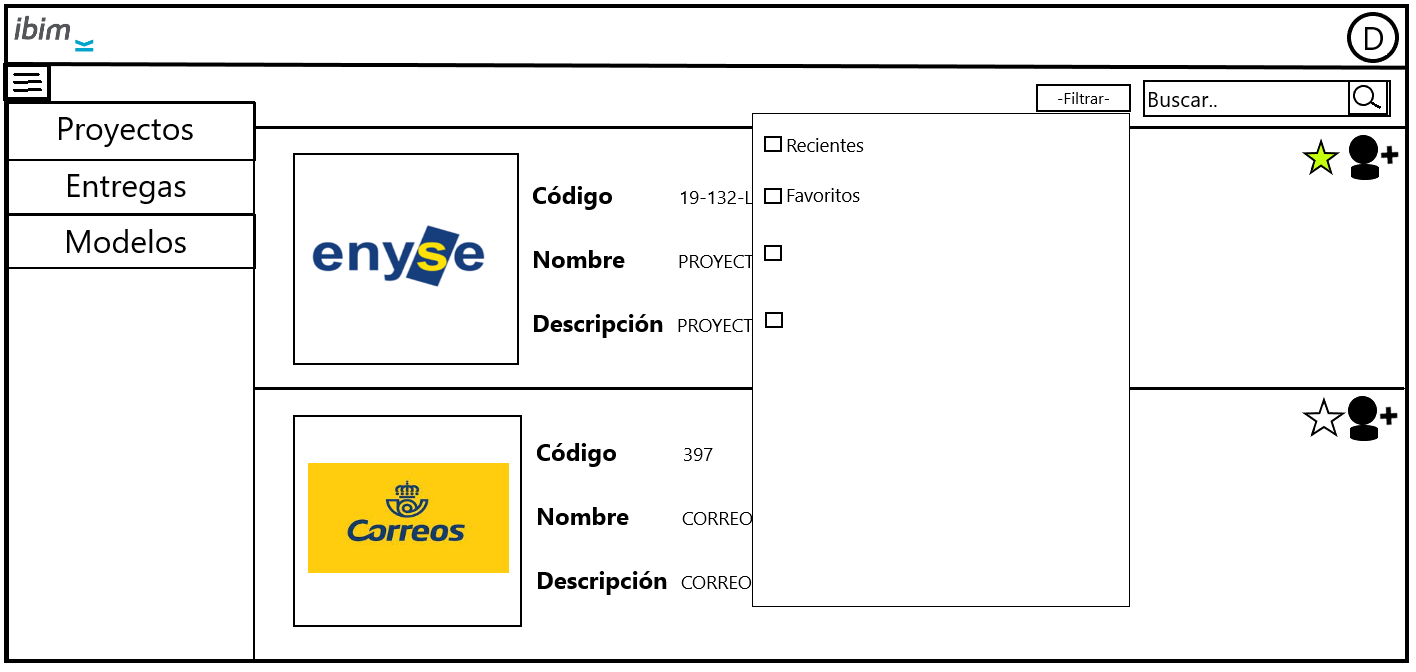 ibim
D
-Filtrar-
Buscar..
Proyectos
Entregas
Modelos
Recientes
Favoritos
enyse
Código 19-132-L
Nombre PROYECT
Descripción PROYECT
Correos
Código 397
Nombre CORREO
Descripción CORREO